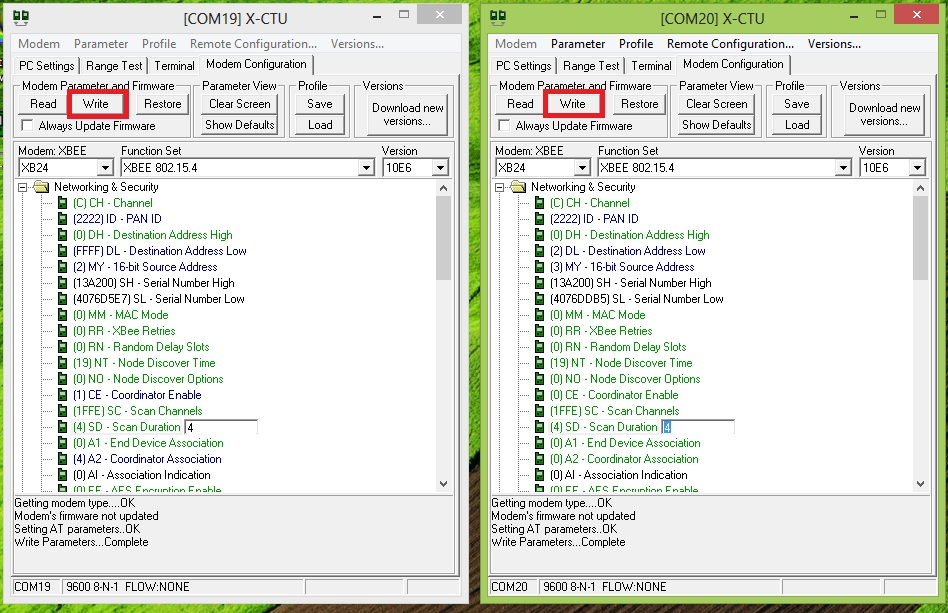 [COM19] X-CTU
Modem Parameter Profile Remote Configuration... Versions...
PC Settings Range Test Terminal Modem Configuration
Modem Parameter and Firmware Parameter View Profile Versions
Read Write Restore Clear Screen Save Download new versions...
Always Update Firmware Show Defaults Load
Modem: XBEE Function Set Version
XB24 XBEE 802.15.4 10E6
Networking & Security
(C) CH - Channel
(2222) ID - PAN ID
(0) DH - Destination Address High
(FFFF) DL - Destination Address Low
(2) MY - 16-bit Source Address
(13A200) SH - Serial Number High
(4076D5E7) SL - Serial Number Low
(0) MM - MAC Mode
(0) RR - XBee Retries
(0) RN - Random Delay Slots
(19) NT - Node Discover Time
(0) NO - Node Discover Options
(1) CE - Coordinator Enable
(1FFE) SC - Scan Channels
(4) SD - Scan Duration 4
(0) A1 - End Device Association
(4) A2 - Coordinator Association
(0) AI - Association Indication
(0) EE - AES Encryption Enable
Getting modem type....OK
Modem's firmware not updated
Setting AT parameters..OK
Write Parameters...Complete
COM19 9600 8-N-1 FLOW:NONE
[COM20] X-CTU
Modem Parameter Profile Remote Configuration... Versions...
PC Settings Range Test Terminal Modem Configuration
Modem Parameter and Firmware Parameter View Profile Versions
Read Write Restore Clear Screen Save Download new versions...
Always Update Firmware Show Defaults Load
Modem: XBEE Function Set Version
XB24 XBEE 802.15.4 10E6
Networking & Security
(C) CH - Channel
(2222) ID - PAN ID
(0) DH - Destination Address High
(2) DL - Destination Address Low
(3) MY - 16-bit Source Address
(13A200) SH - Serial Number High
(4076DDB5) SL - Serial Number Low
(0) MM - MAC Mode
(0) RR - XBee Retries
(0) RN - Random Delay Slots
(19) NT - Node Discover Time
(0) NO - Node Discover Options
(0) CE - Coordinator Enable
(1FFE) SC - Scan Channels
(4) SD - Scan Duration 4
(0) A1 - End Device Association
(0) A2 - Coordinator Association
(0) AI - Association Indication
(0) EE - AES Encryption Enable
Getting modem type....OK
Modem's firmware not updated
Setting AT parameters..OK
Write Parameters...Complete
COM20 9600 8-N-1 FLOW:NONE